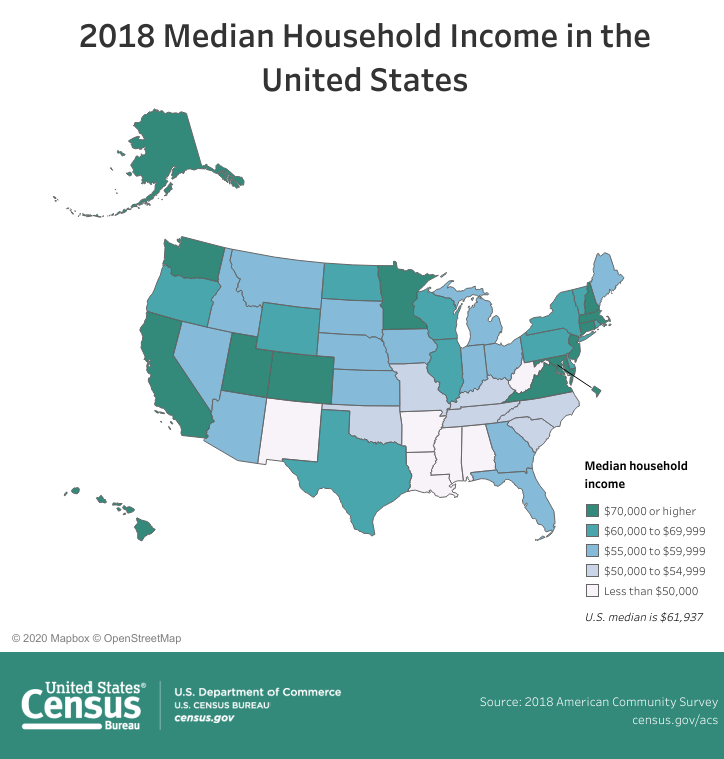 2018 Median Household Income in the
United States
Median household
income
$70,000 or higher
$60,000 to $69,999
$55,000 to $59,999
$50,000 to $54,999
Less than $50,000
U.S. median is $61,937
© 2020 Mapbox © OpenStreetMap
United States®
Census
Bureau
U.S. Department of Commerce
U.S. CENSUS BUREAU
census.gov
Source: 2018 American Community Survey
census.gov/acs